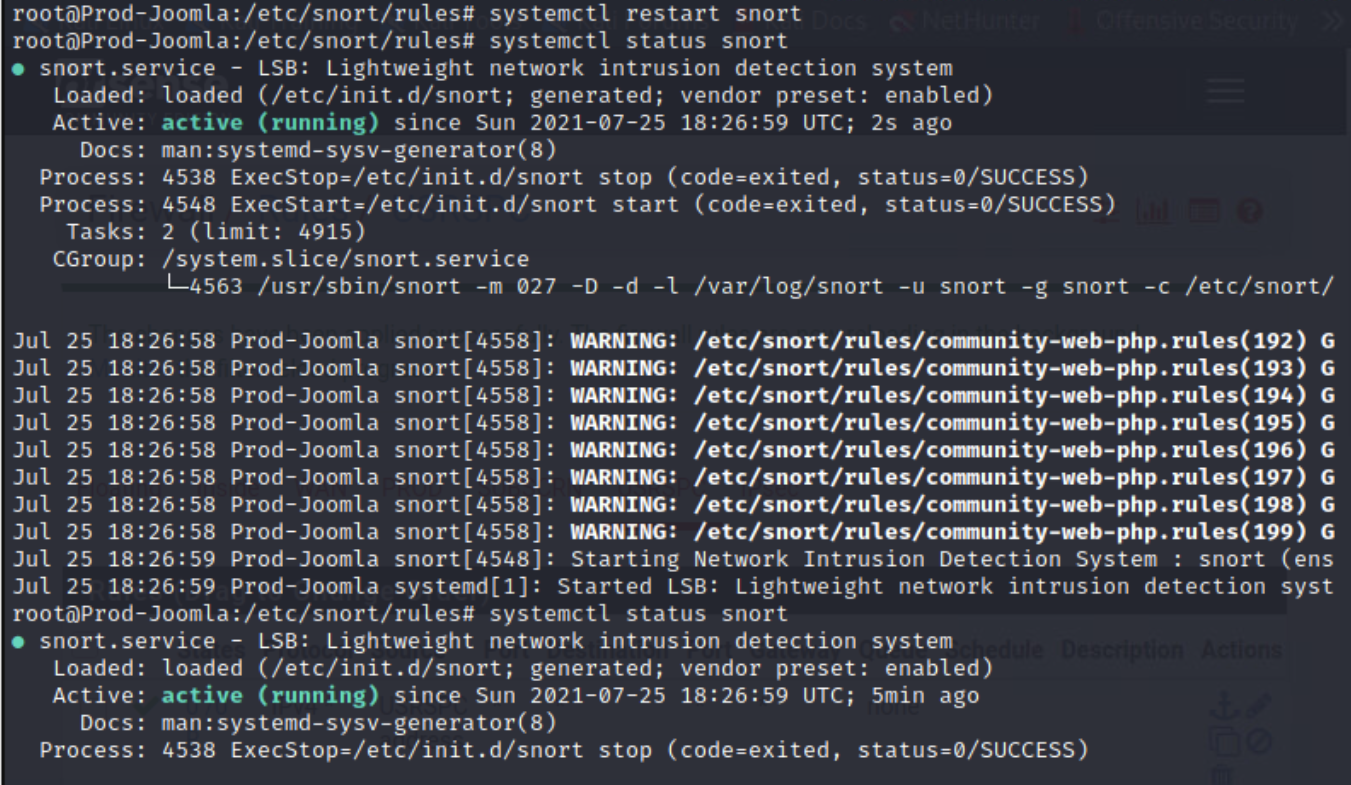 root@Prod-Joomla:/etc/snort/rules# systemctl restart snort
root@Prod-Joomla:/etc/snort/rules# systemctl status snort
● snort.service - LSB: Lightweight network intrusion detection system
Loaded: loaded (/etc/init.d/snort; generated; vendor preset: enabled)
Active: active (running) since Sun 2021-07-25 18:26:59 UTC; 2s ago
Docs: man:systemd-sysv-generator(8)
Process: 4538 ExecStop=/etc/init.d/snort stop (code=exited, status=0/SUCCESS)
Process: 4548 ExecStart=/etc/init.d/snort start (code=exited, status=0/SUCCESS)
Tasks: 2 (limit: 4915)
CGroup: /system.slice/snort.service
└─4563 /usr/sbin/snort -m 027 -D -d -l /var/log/snort -u snort -g snort -c /etc/snort/
Jul 25 18:26:58 Prod-Joomla snort[4558]: WARNING: /etc/snort/rules/community-web-php.rules(192) G
Jul 25 18:26:58 Prod-Joomla snort[4558]: WARNING: /etc/snort/rules/community-web-php.rules(193) G
Jul 25 18:26:58 Prod-Joomla snort[4558]: WARNING: /etc/snort/rules/community-web-php.rules(194) G
Jul 25 18:26:58 Prod-Joomla snort[4558]: WARNING: /etc/snort/rules/community-web-php.rules(195) G
Jul 25 18:26:58 Prod-Joomla snort[4558]: WARNING: /etc/snort/rules/community-web-php.rules(196) G
Jul 25 18:26:58 Prod-Joomla snort[4558]: WARNING: /etc/snort/rules/community-web-php.rules(197) G
Jul 25 18:26:58 Prod-Joomla snort[4558]: WARNING: /etc/snort/rules/community-web-php.rules(198) G
Jul 25 18:26:58 Prod-Joomla snort[4558]: WARNING: /etc/snort/rules/community-web-php.rules(199) G
Jul 25 18:26:59 Prod-Joomla snort[4548]: Starting Network Intrusion Detection System : snort (ens
Jul 25 18:26:59 Prod-Joomla systemd[1]: Started LSB: Lightweight network intrusion detection syst
root@Prod-Joomla:/etc/snort/rules# systemctl status snort
● snort.service - LSB: Lightweight network intrusion detection system
Loaded: loaded (/etc/init.d/snort; generated; vendor preset: enabled)
Active: active (running) since Sun 2021-07-25 18:26:59 UTC; 5min ago
Docs: man:systemd-sysv-generator(8)
Process: 4538 ExecStop=/etc/init.d/snort stop (code=exited, status=0/SUCCESS)